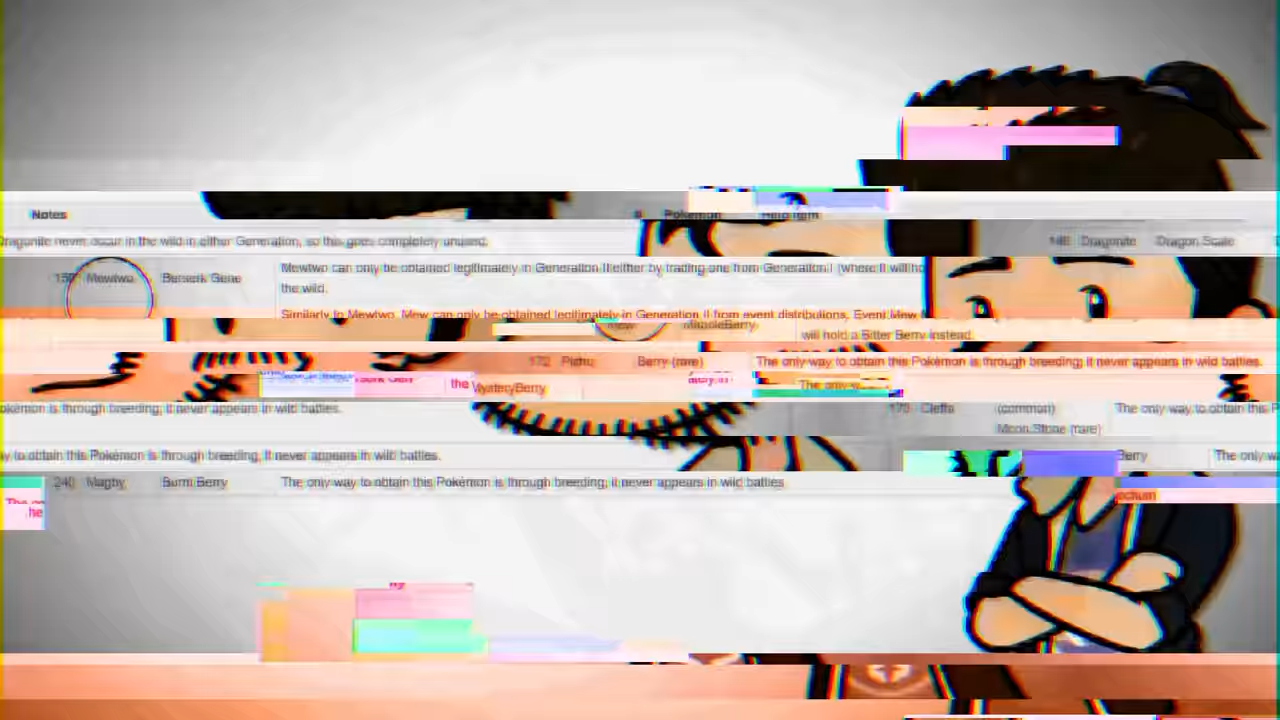 Notes # Pokémon Held Item
Dragonite never occur in the wild in either Generation, so this goes completely unused. 149 Dragonite Dragon Scale
150 Mewtwo Berserk Gene Mewtwo can only be obtained legitimately in Generation II either by trading one from Generation I (where it will ho
the wild.
Similarly to Mewtwo, Mew can only be obtained legitimately in Generation II from event distributions. Event Mew
Mew MiracleBerry will hold a Bitter Berry instead.
172 Pichu Berry (rare) The only way to obtain this Pokémon is through breeding; it never appears in wild battles.
the MysteryBerry The only
okémon is through breeding; it never appears in wild battles. 173 Cleffa (common) The only way to obtain this P
Moon Stone (rare)
y to obtain this Pokémon is through breeding; it never appears in wild battles. Berry The only wa
240 Magby Burnt Berry The only way to obtain this Pokémon is through breeding; it never appears in wild battles.